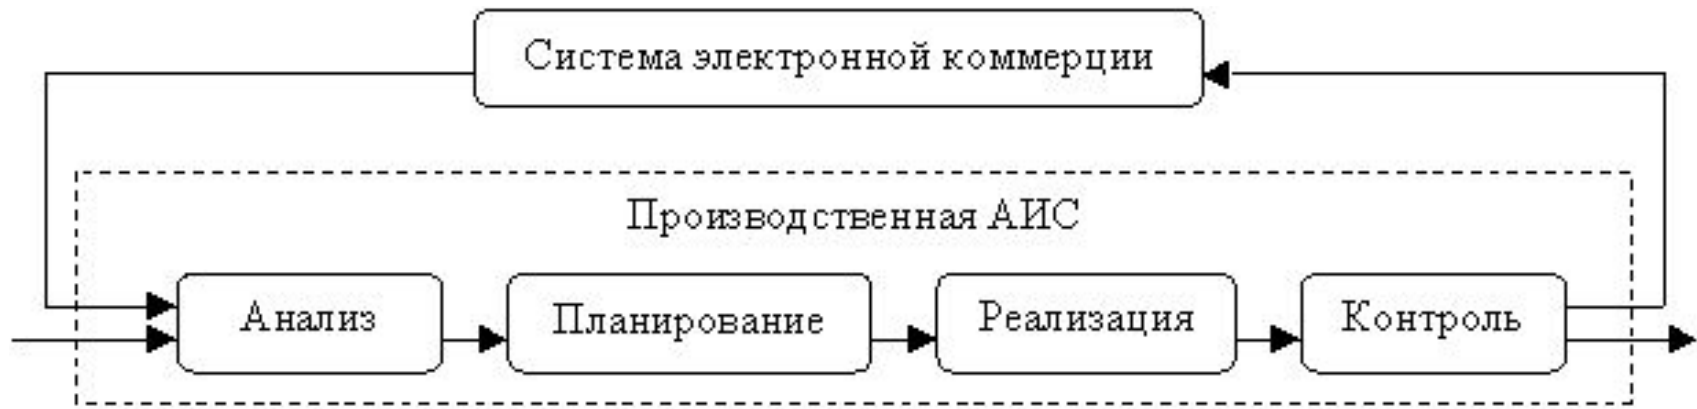 Система электронной коммерции
Производственная АИС
Анализ
Планирование
Реализация
Контроль